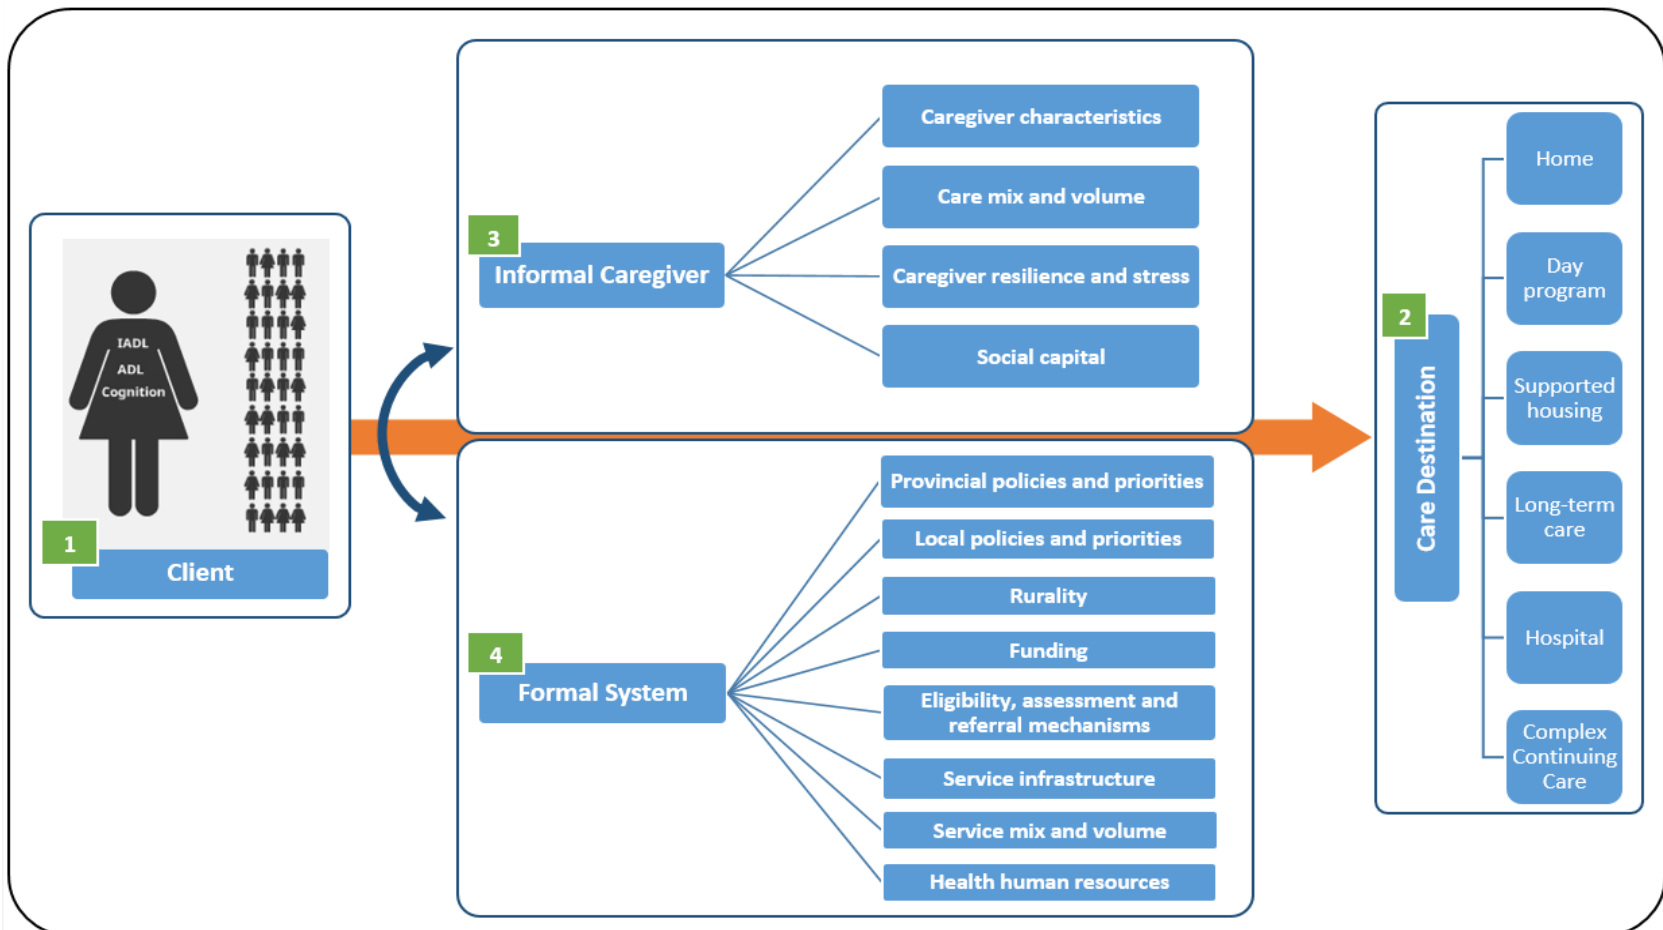 IADL
ADL
Cognition
1
Client
3
Informal Caregiver
Caregiver characteristics
Care mix and volume
Caregiver resilience and stress
Social capital
4
Formal System
Provincial policies and priorities
Local policies and priorities
Rurality
Funding
Eligibility, assessment and
referral mechanisms
Service infrastructure
Service mix and volume
Health human resources
2
Care Destination
Home
Day
program
Supported
housing
Long-term
care
Hospital
Complex
Continuing
Care